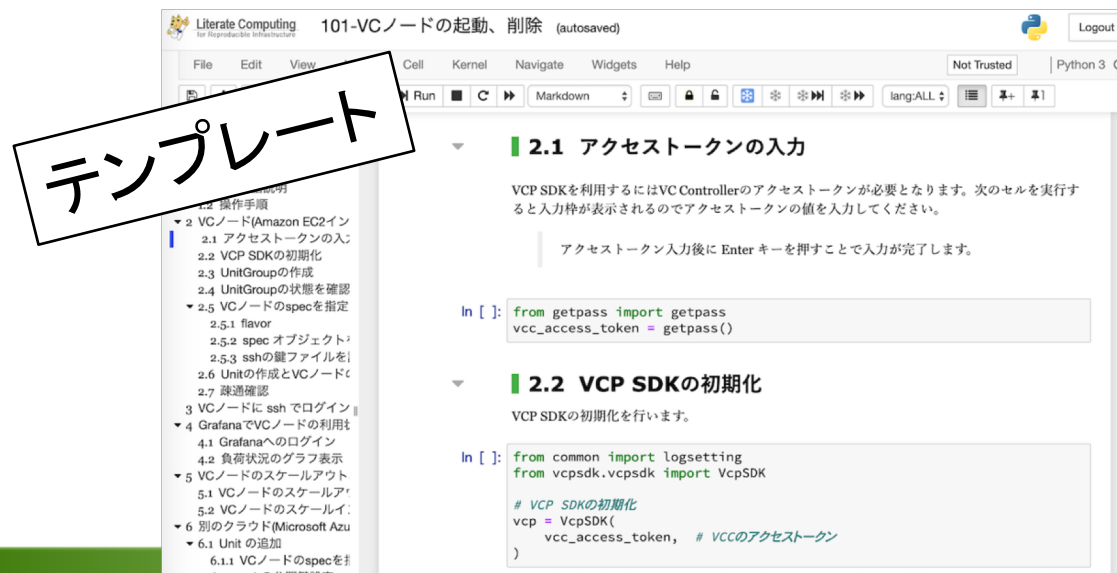 Literate Computing
for Reproducible Infrastructure
101-VCノードの起動、削除 (autosaved)
Logout
File Edit View Cell Kernel Navigate Widgets Help
Not Trusted
Python 3
Run
Markdown
lang:ALL
テンプレート
1.2 操作手順
2 VCノード(Amazon EC2イン
2.1 アクセストークンの入
2.2 VCP SDKの初期化
2.3 UnitGroupの作成
2.4 UnitGroupの状態を確認
2.5 VCノードのspecを指定
2.5.1 flavor
2.5.2 spec オブジェクト
2.5.3 sshの鍵ファイルを
2.6 Unitの作成とVCノード
2.7 疎通確認
3 VCノードに ssh でログイン
4 GrafanaでVCノードの利用
4.1 Grafanaへのログイン
4.2 負荷状況のグラフ表示
5 VCノードのスケールアウト
5.1 VCノードのスケールア
5.2 VCノードのスケールイ
6 別のクラウド(Microsoft Azu
6.1 Unit の追加
6.1.1 VCノードのspecを
2.1 アクセストークンの入力
VCP SDKを利用するにはVC Controllerのアクセストークンが必要となります。次のセルを実行す
ると入力枠が表示されるのでアクセストークンの値を入力してください。
アクセストークン入力後に Enter キーを押すことで入力が完了します。
In [ ]: from getpass import getpass
vcc_access_token = getpass()
2.2 VCP SDKの初期化
VCP SDKの初期化を行います。
In [ ]: from common import logsetting
from vcpsdk.vcpsdk import VcpSDK
# VCP SDKの初期化
vcp = VcpSDK(
vcc_access_token, # VCCのアクセストークン
)